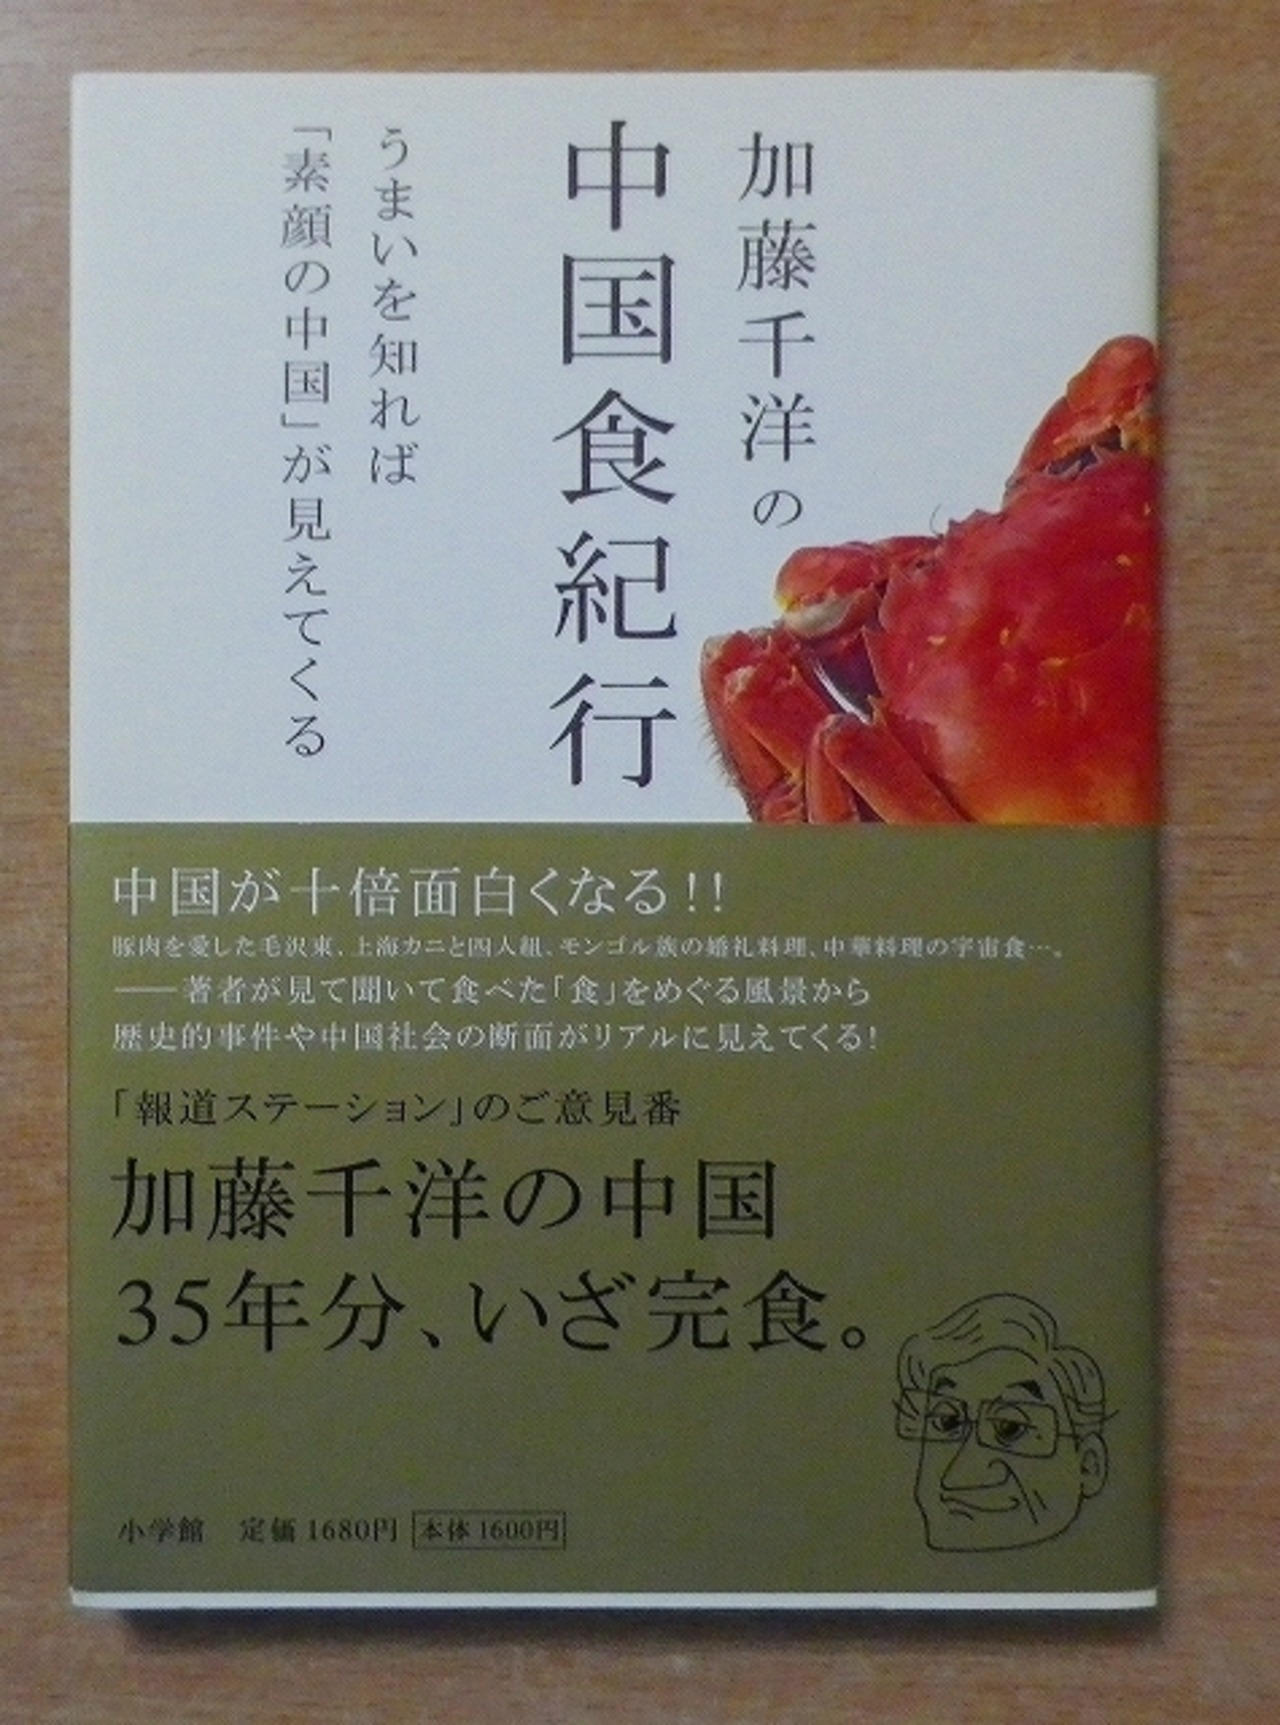 加藤千洋の
中国食紀行
うまいを知れば
「素顔の中国」が見えてくる
中国が十倍面白くなる!!
豚肉を愛した毛沢東、上海カニと四人組、モンゴル族の婚礼料理、中華料理の宇宙食…。
——著者が見て聞いて食べた「食」をめぐる風景から
歴史的事件や中国社会の断面がリアルに見えてくる!
「報道ステーション」のご意見番
加藤千洋の中国
35年分、いざ完食。
小学館 定価1680円 本体1600円